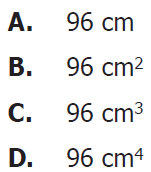 A. 96 cm
B. 96 cm²
C. 96 cm³
D. 96 cm⁴